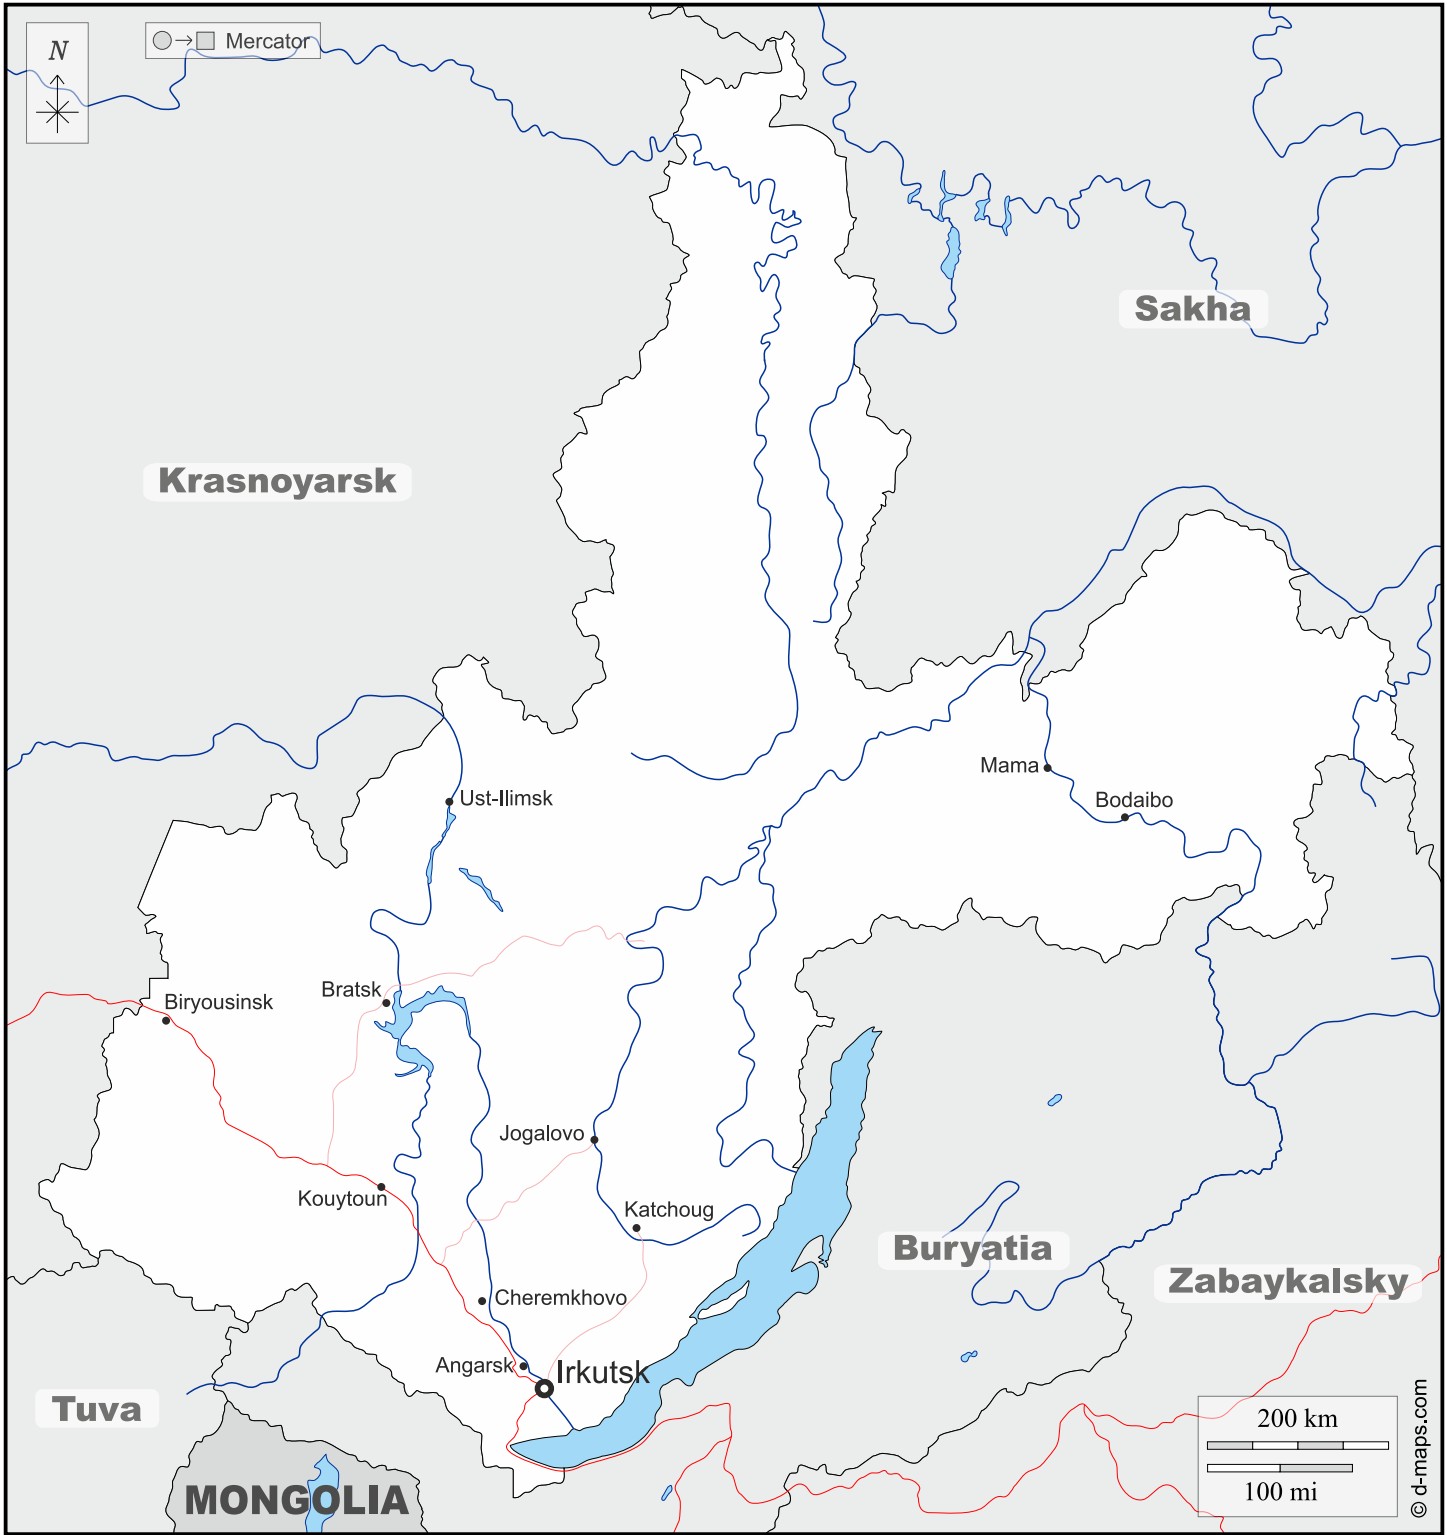 N
Mercator
Sakha
Krasnoyarsk
Mama
Ust-Ilimsk
Bodaibo
Bratsk
Biryousinsk
Jogalovo
Kouytoun
Katchoug
Buryatia
Zabaykalsky
Cheremkhovo
Angarsk
Irkutsk
Tuva
200 km
MONGOLIA
100 mi
© d-maps.com